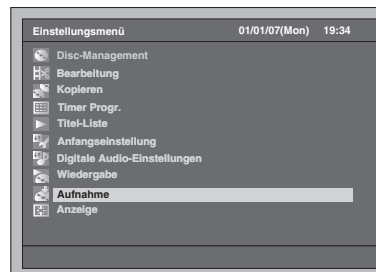 Einstellungsmenü 01/01/07(Mon) 19:34
Disc-Management
Bearbeitung
Kopieren
Timer Progr.
Titel-Liste
Anfangseinstellung
Digitale Audio-Einstellungen
Wiedergabe
Aufnahme
Anzeige